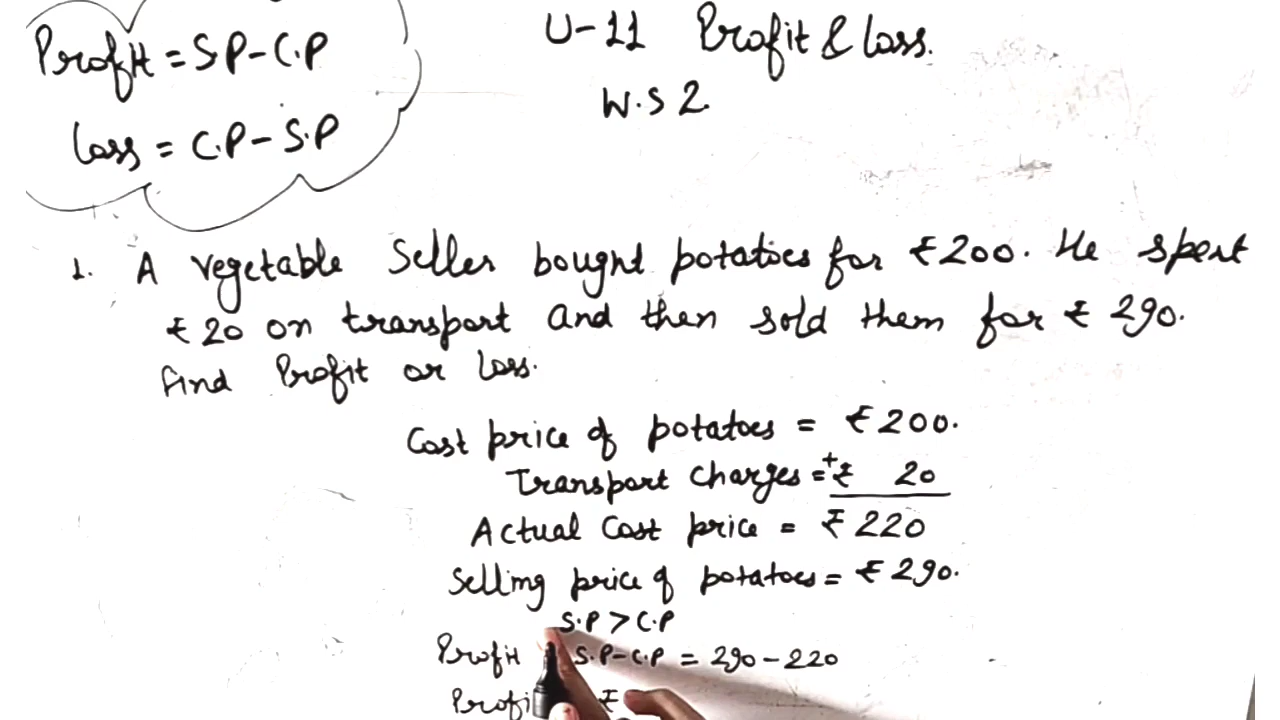 Profit = S.P - C.P
Loss = C.P - S.P
U-11 Profit & Loss.
W.S 2.
1. A vegetable Seller bought potatoes for ₹200. He spent
₹20 on transport and then sold them for ₹ 290.
Find Profit or Loss.
Cost price of potatoes = ₹200.
Transport Charges = + ₹ 20
Actual Cost price = ₹ 220
Selling price of potatoes = ₹290.
S.P > C.P
Profit S.P-C.P = 290 - 220
₹